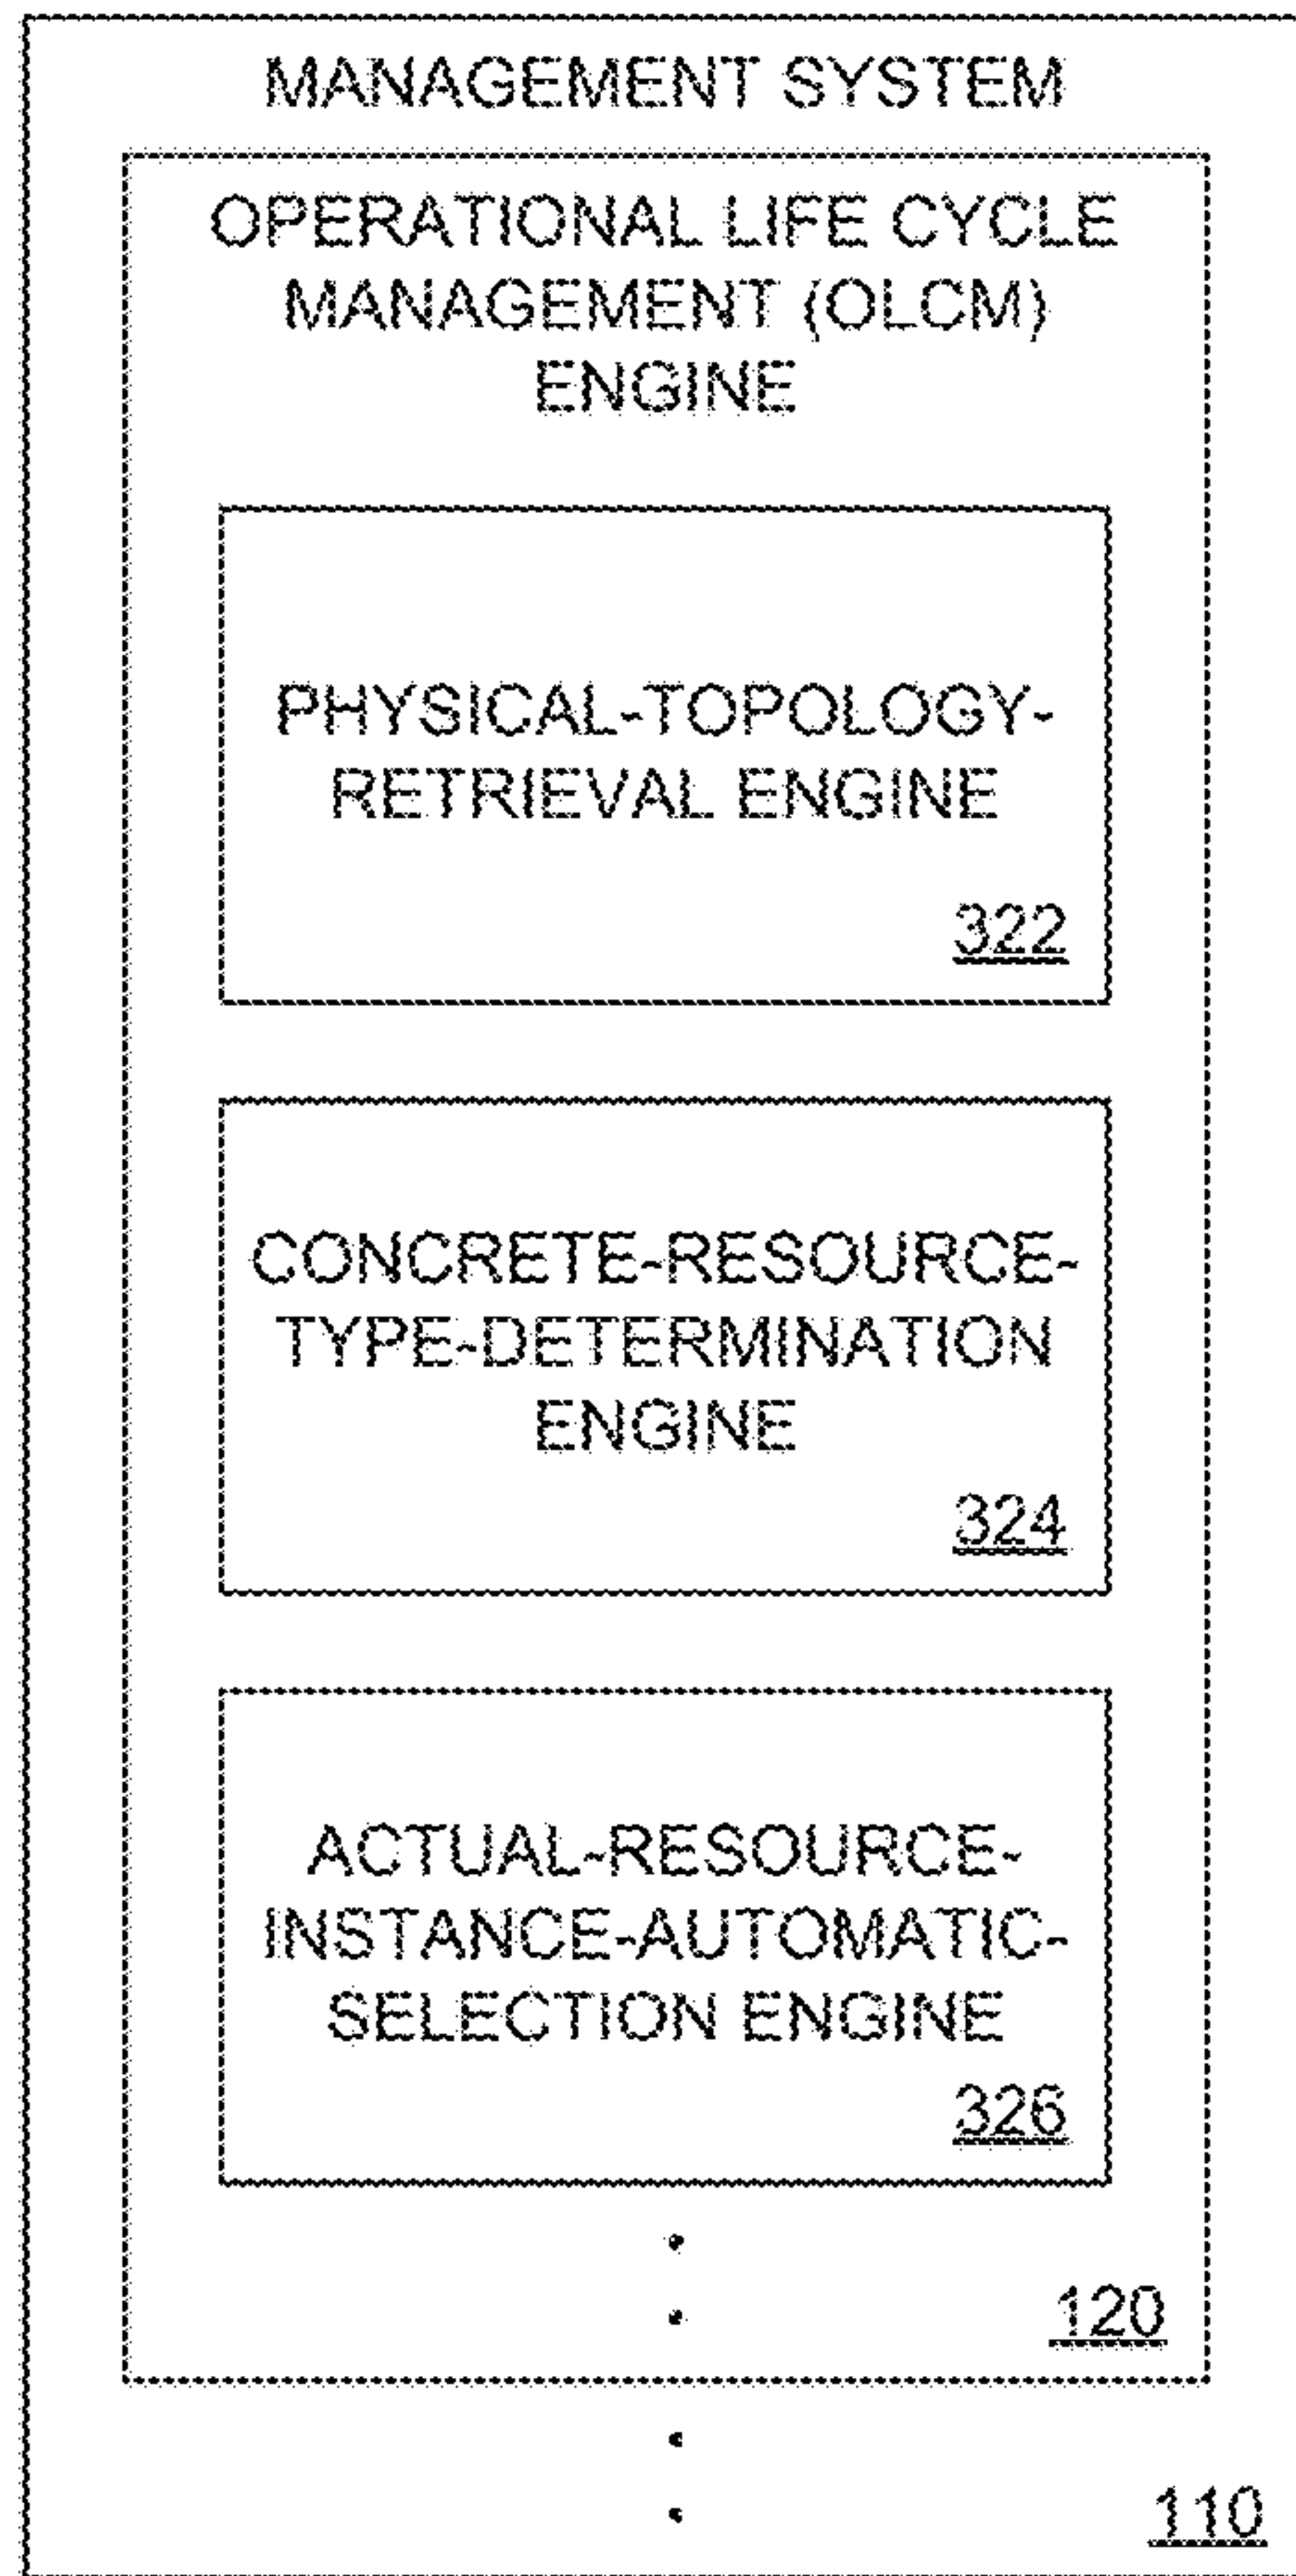 MANAGEMENT SYSTEM
OPERATIONAL LIFE CYCLE
MANAGEMENT (OLCM)
ENGINE
PHYSICAL-TOPOLOGY-
RETRIEVAL ENGINE
322
CONCRETE-RESOURCE-
TYPE-DETERMINATION
ENGINE
324
ACTUAL-RESOURCE-
INSTANCE-AUTOMATIC-
SELECTION ENGINE
326
120
110